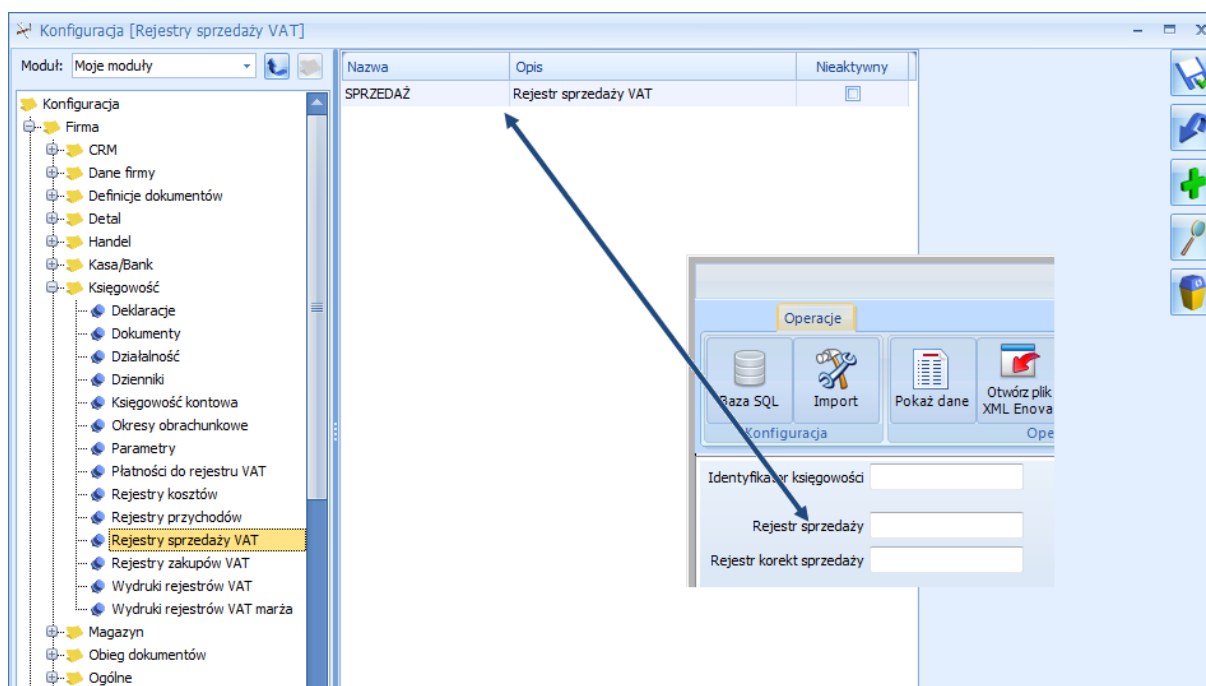 Konfiguracja [Rejestry sprzedaży VAT]
Moduł: Moje moduły
Konfiguracja
Firma
CRM
Dane firmy
Definicje dokumentów
Detal
Handel
Kasa/Bank
Księgowość
Deklaracje
Dokumenty
Działalność
Dzienniki
Księgowość kontowa
Okresy obrachunkowe
Parametry
Płatności do rejestru VAT
Rejestry kosztów
Rejestry przychodów
Rejestry sprzedaży VAT
Rejestry zakupów VAT
Wydruki rejestrów VAT
Wydruki rejestrów VAT marża
Magazyn
Obieg dokumentów
Ogólne
Nazwa Opis Nieaktywny
SPRZEDAŻ Rejestr sprzedaży VAT
Operacje
Baza SQL Import Pokaż dane Otwórz plik
XML Enova
Konfiguracja Ope
Identyfikator księgowości
Rejestr sprzedaży
Rejestr korekt sprzedaży